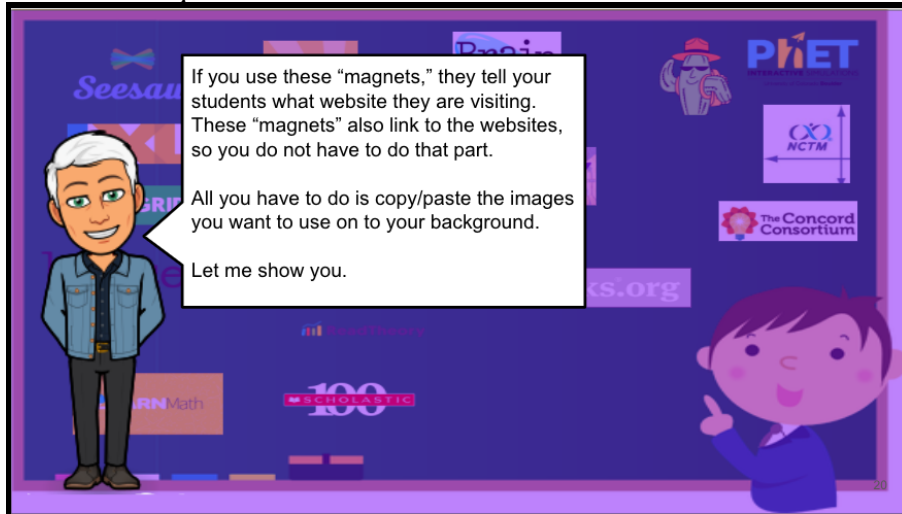 Brain
PhET
INTERACTIVE SIMULATIONS
Seesaw
If you use these “magnets,” they tell your
students what website they are visiting.
These “magnets” also link to the websites,
so you do not have to do that part.
All you have to do is copy/paste the images
you want to use on to your background.
Let me show you.
NCTM
The Concord
Consortium
ks.org
ReadTheory
ARNMath
100
SCHOLASTIC
20